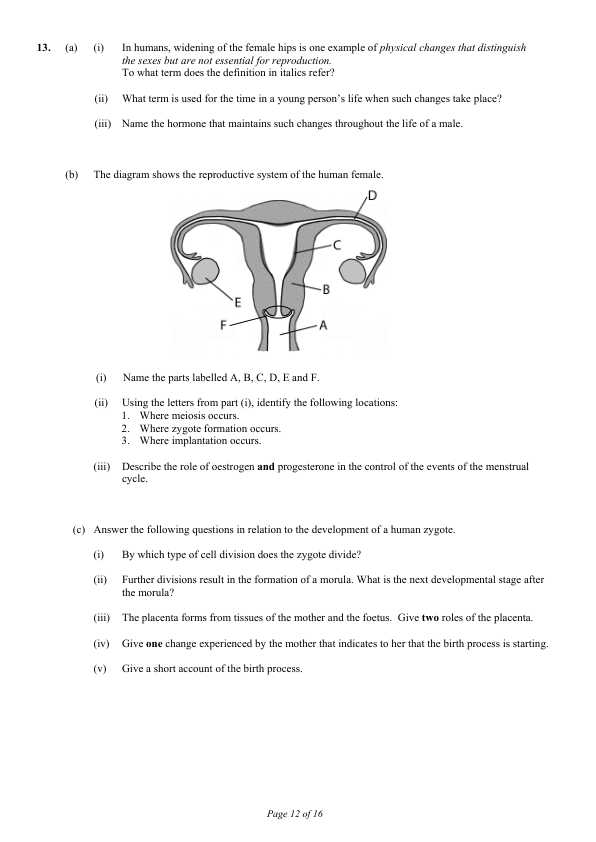 13. (a) (i) In humans, widening of the female hips is one example of physical changes that distinguish
the sexes but are not essential for reproduction.
To what term does the definition in italics refer?
(ii) What term is used for the time in a young person's life when such changes take place?
(iii) Name the hormone that maintains such changes throughout the life of a male.
(b) The diagram shows the reproductive system of the human female.
D
C
B
E
F
A
(i) Name the parts labelled A, B, C, D, E and F.
(ii) Using the letters from part (i), identify the following locations:
1. Where meiosis occurs.
2. Where zygote formation occurs.
3. Where implantation occurs.
(iii) Describe the role of oestrogen and progesterone in the control of the events of the menstrual
cycle.
(c) Answer the following questions in relation to the development of a human zygote.
(i) By which type of cell division does the zygote divide?
(ii) Further divisions result in the formation of a morula. What is the next developmental stage after
the morula?
(iii) The placenta forms from tissues of the mother and the foetus. Give two roles of the placenta.
(iv) Give one change experienced by the mother that indicates to her that the birth process is starting.
(v) Give a short account of the birth process.
Page 12 of 16